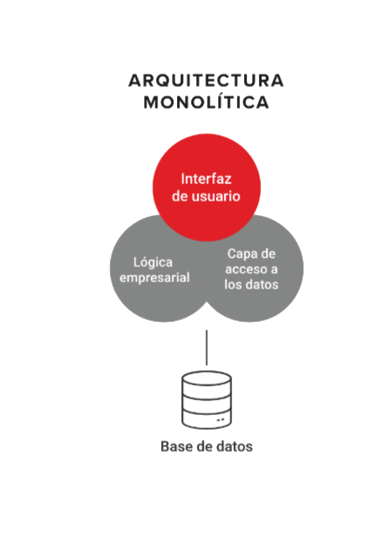 ARQUITECTURA
MONOLÍTICA
Interfaz
de usuario
Lógica
empresarial
Capa de
acceso a
los datos
Base de datos